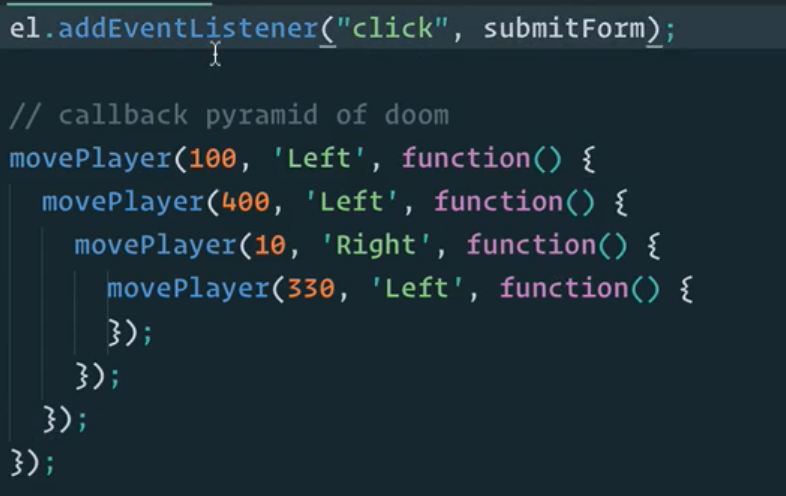 el.addEventListener("click", submitForm);
// callback pyramid of doom
movePlayer(100, 'Left', function() {
movePlayer(400, 'Left', function() {
movePlayer(10, 'Right', function() {
movePlayer(330, 'Left', function() {
});
});
});
});